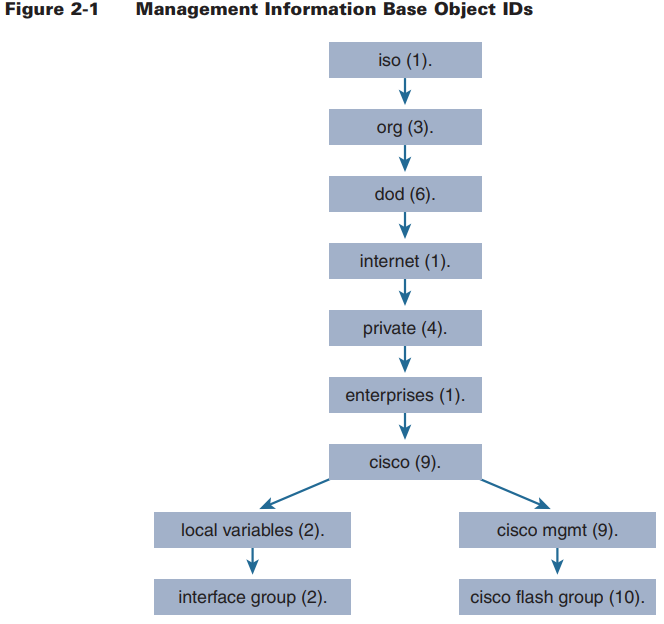 Figure 2-1 Management Information Base Object IDs
iso (1).
org (3).
dod (6).
internet (1).
private (4).
enterprises (1).
cisco (9).
local variables (2).
cisco mgmt (9).
interface group (2).
cisco flash group (10).